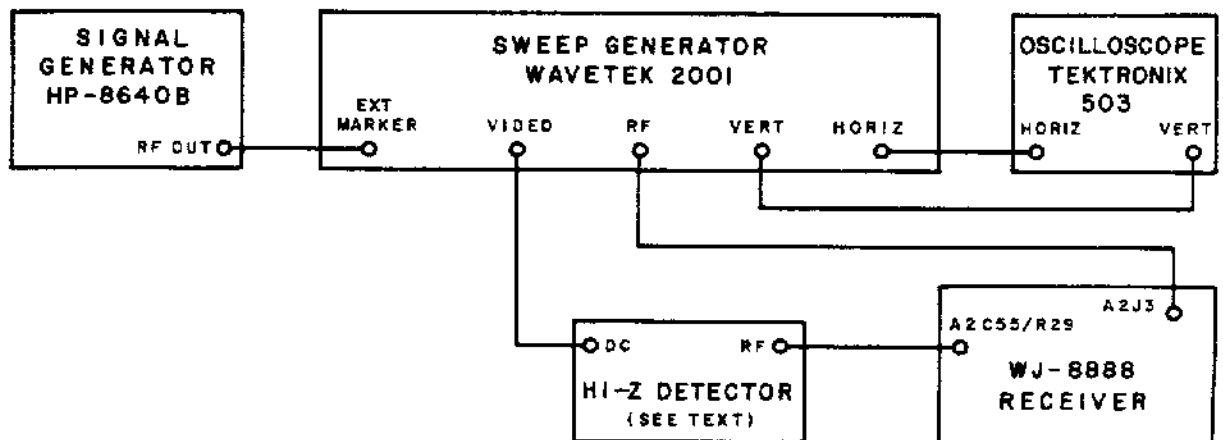 SIGNAL
GENERATOR
HP-8640B
RF OUT
SWEEP GENERATOR
WAVETEK 2001
EXT
MARKER
VIDEO
RF
VERT
HORIZ
OSCILLOSCOPE
TEKTRONIX
503
HORIZ
VERT
DC
RF
HI-Z DETECTOR
(SEE TEXT)
A2J3
A2C55/R29
WJ-8888
RECEIVER